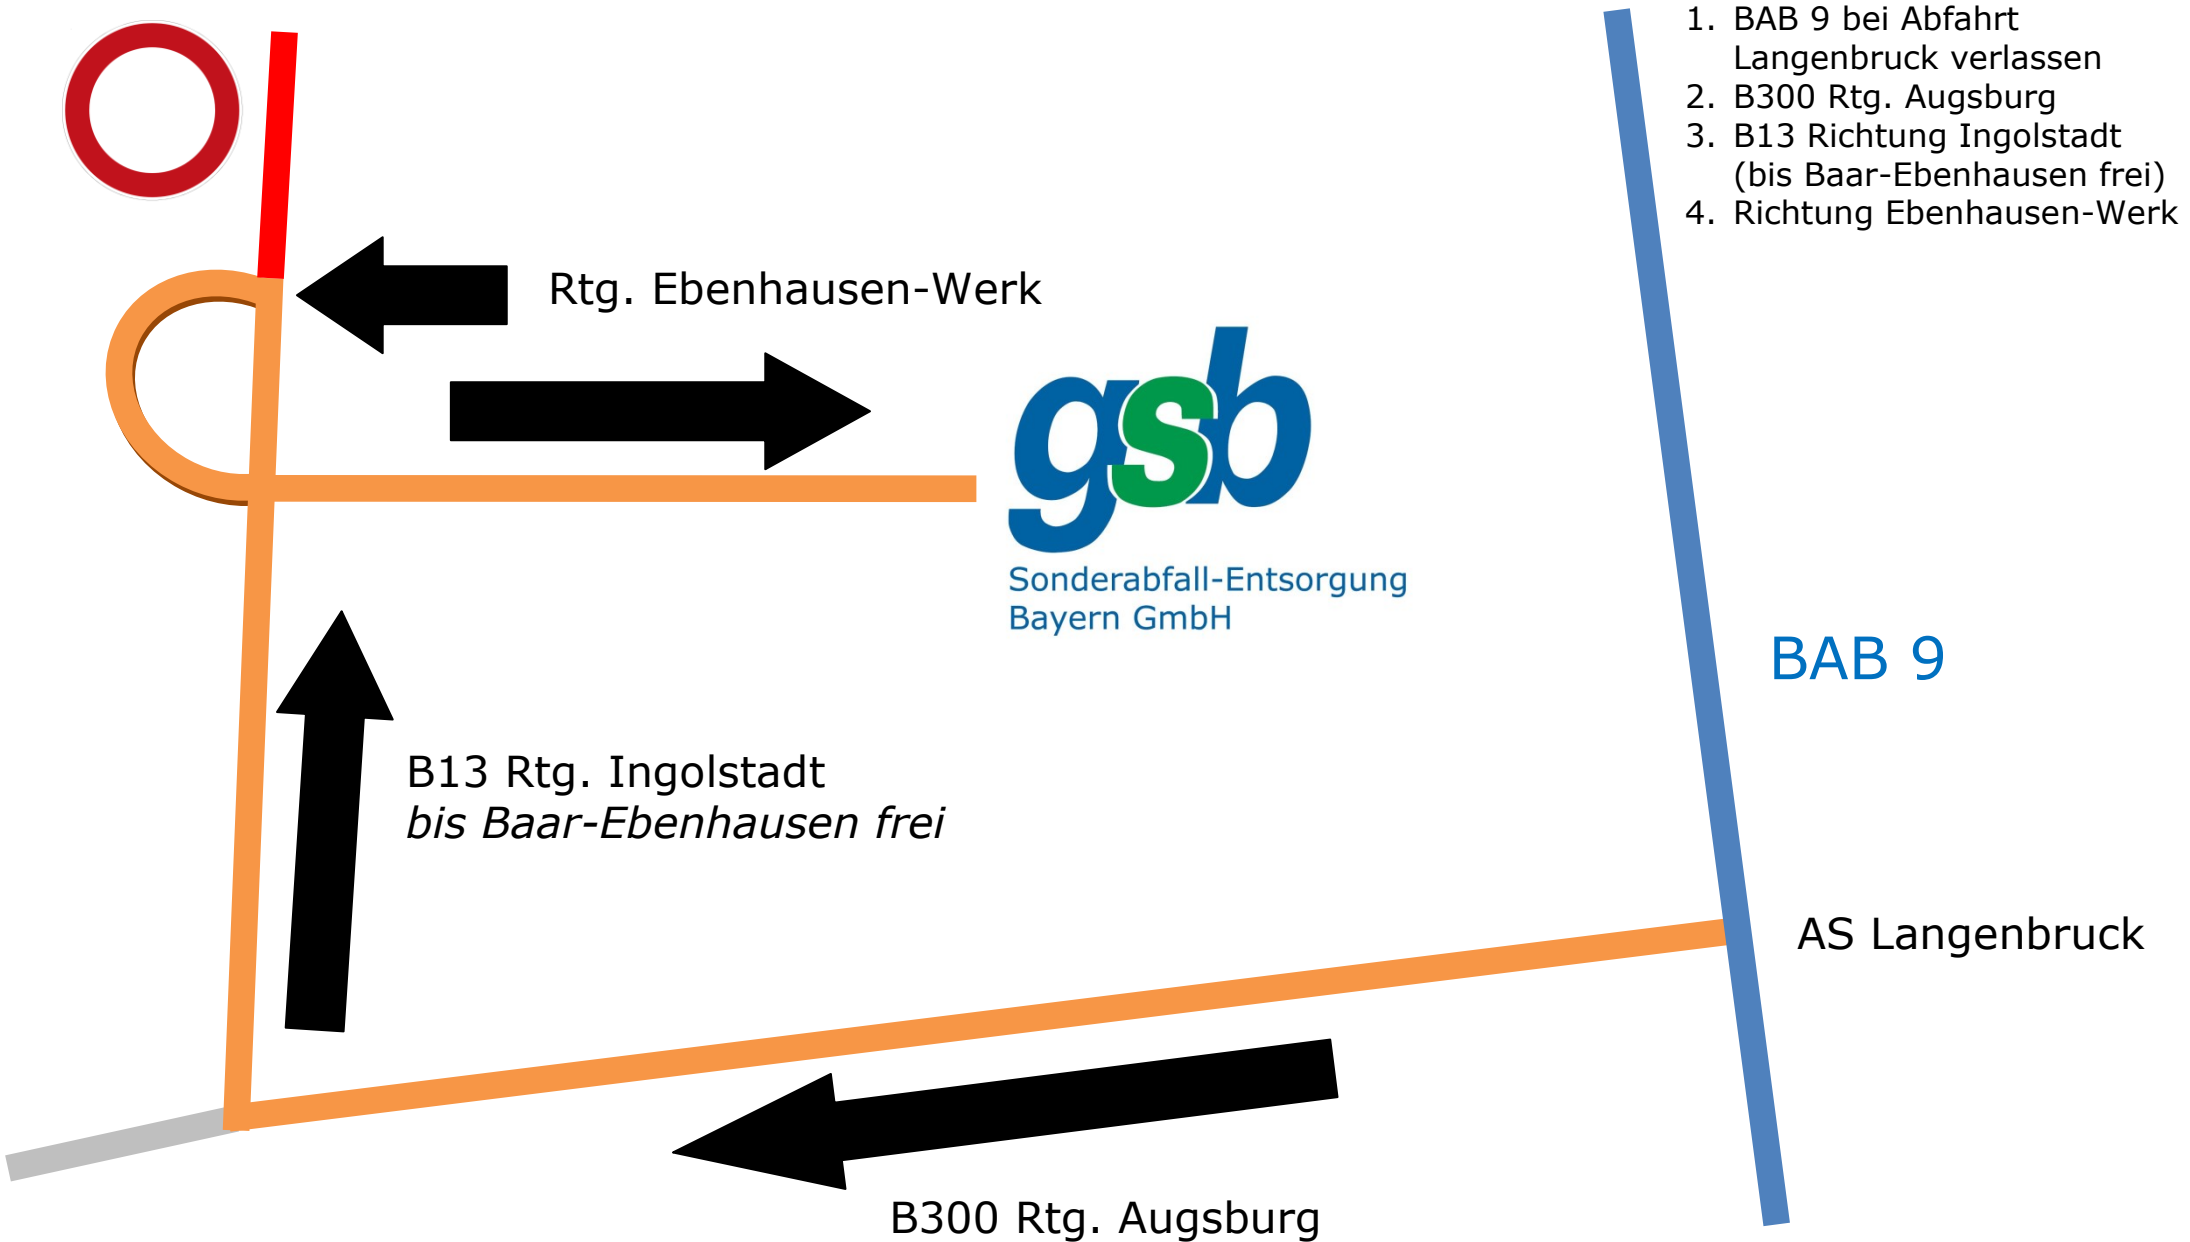 1. BAB 9 bei Abfahrt
Langenbruck verlassen
2. B300 Rtg. Augsburg
3. B13 Richtung Ingolstadt
(bis Baar-Ebenhausen frei)
4. Richtung Ebenhausen-Werk
Rtg. Ebenhausen-Werk
gsb
Sonderabfall-Entsorgung
Bayern GmbH
BAB 9
B13 Rtg. Ingolstadt
bis Baar-Ebenhausen frei
AS Langenbruck
B300 Rtg. Augsburg